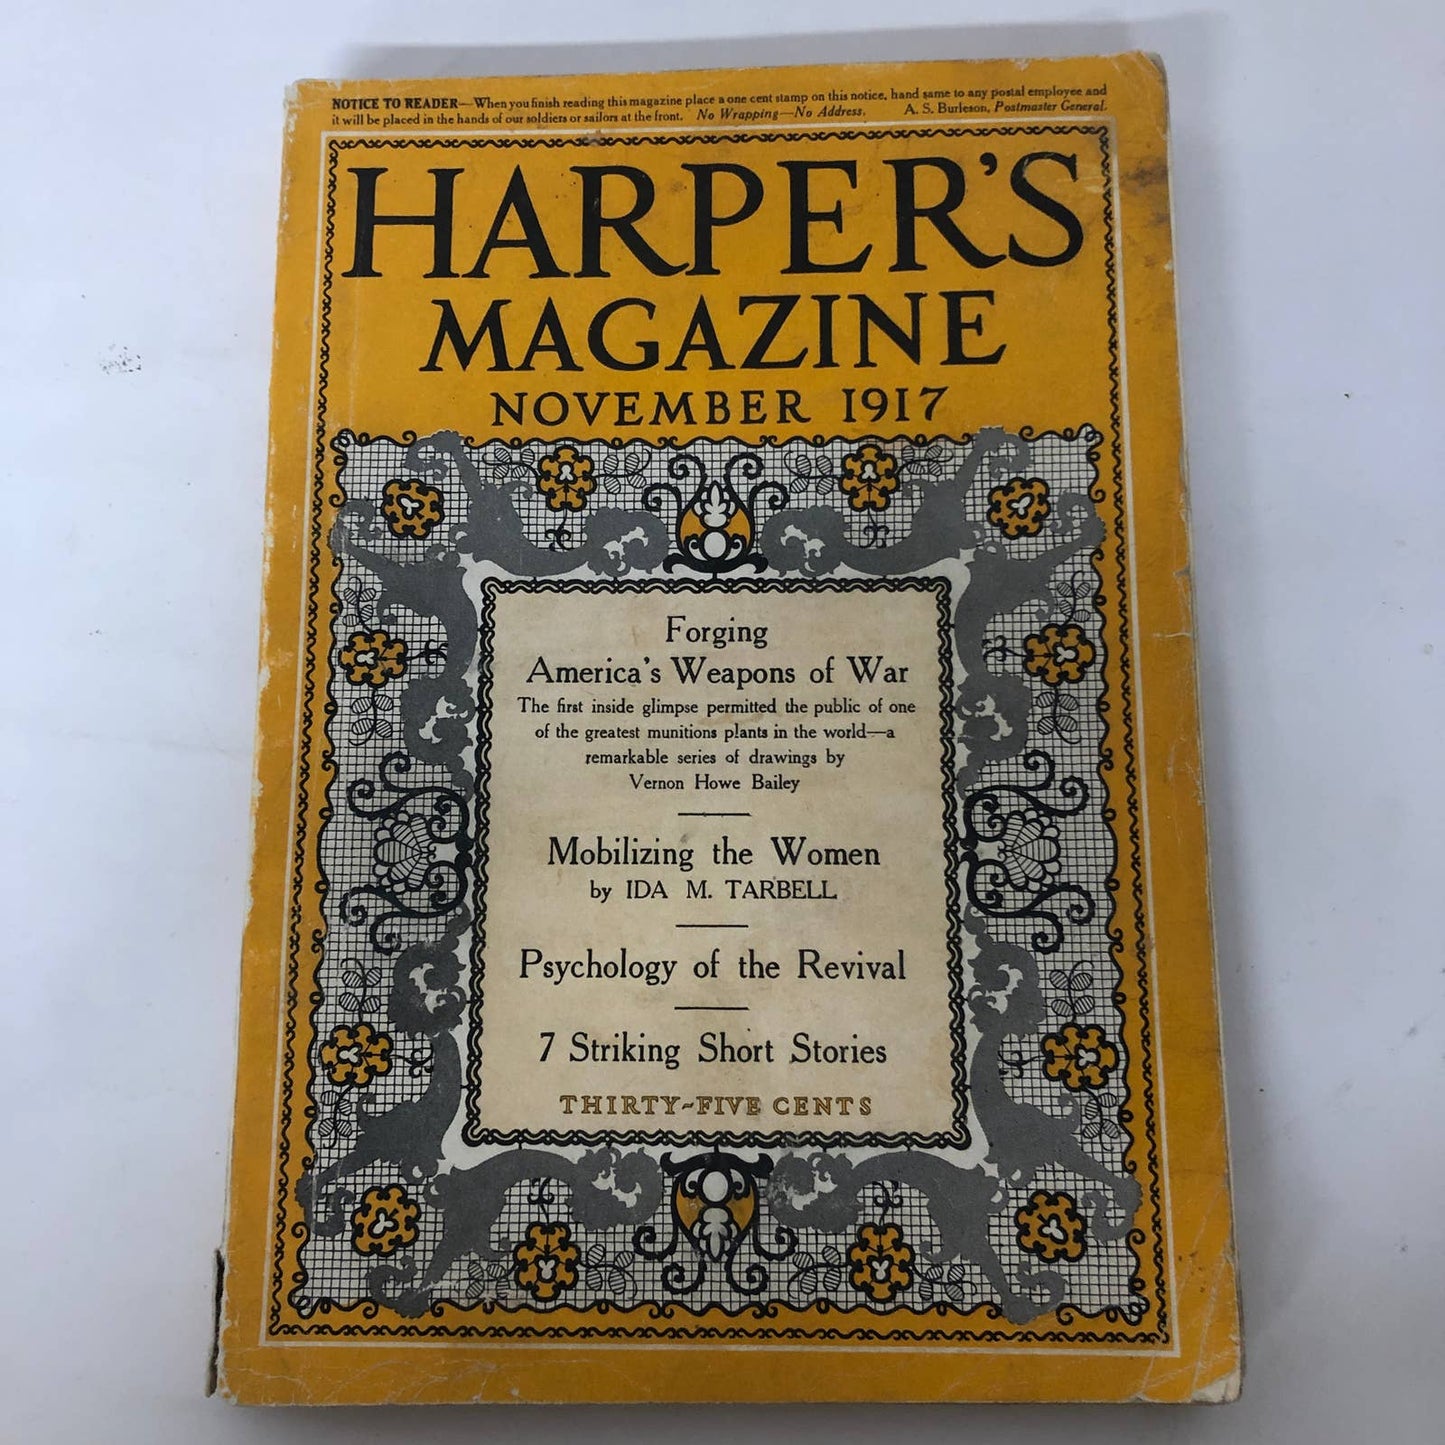 NOTICE TO READER—When you finish reading this magazine place a one cent stamp on this notice, hand same to any postal employee and
it will be placed in the hands of our soldiers or sailors at the front. No Wrapping—No Address. A. S. Burleson, Postmaster General.
HARPER'S
MAGAZINE
NOVEMBER 1917
Forging
America's Weapons of War
The first inside glimpse permitted the public of one
of the greatest munitions plants in the world—a
remarkable series of drawings by
Vernon Howe Bailey
Mobilizing the Women
by IDA M. TARBELL
Psychology of the Revival
7 Striking Short Stories
THIRTY-FIVE CENTS